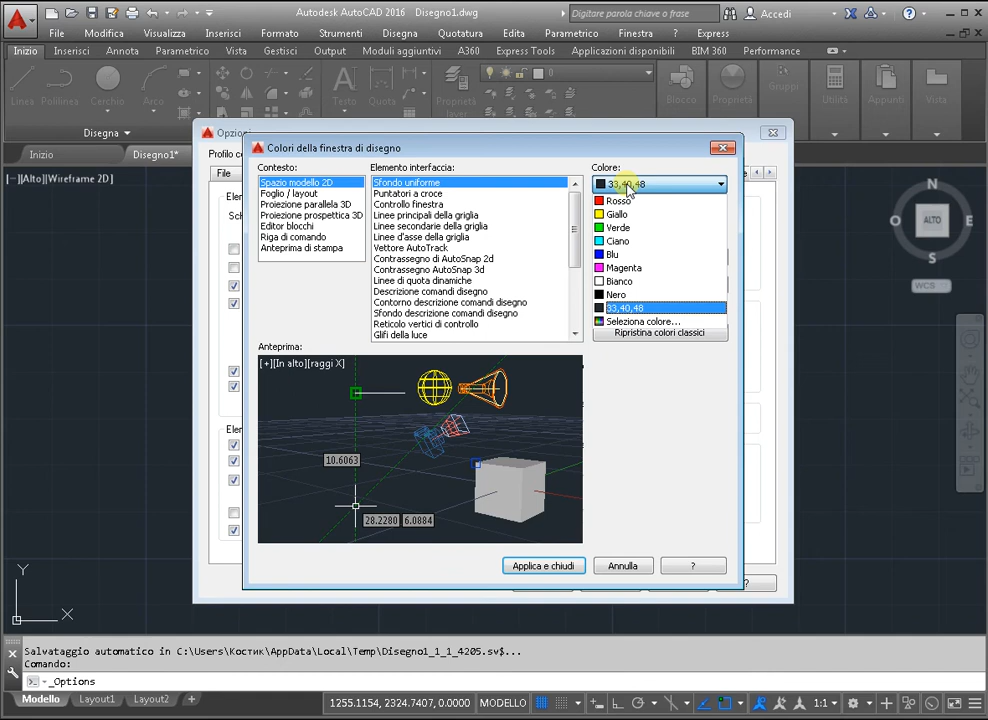 Autodesk AutoCAD 2016 Disegno1.dwg
Digitare parola chiave o frase
Accedi
File Modifica Visualizza Inserisci Formato Strumenti Disegna Quotatura Edita Parametrico Finestra ? Express
Inizio Inserisci Annota Parametrico Vista Gestisci Output Moduli aggiuntivi A360 Express Tools Applicazioni disponibili BIM 360 Performance
Linea Polilinea Cerchio Arco Testo Quota Proprietà layer 0 Blocco Proprietà Gruppi Utilità Appunti Vista
Disegna
Inizio Disegno1*
[−][Alto][Wireframe 2D]
Opzioni
Profilo co
File
Colori della finestra di disegno
Contesto:
Spazio modello 2D
Foglio / layout
Proiezione parallela 3D
Proiezione prospettica 3D
Editor blocchi
Riga di comando
Anteprima di stampa
Elemento interfaccia:
Sfondo uniforme
Puntatori a croce
Controllo finestra
Linee principali della griglia
Linee secondarie della griglia
Linee d'asse della griglia
Vettore AutoTrack
Contrassegno di AutoSnap 2d
Contrassegno AutoSnap 3d
Linee di quota dinamiche
Descrizione comandi disegno
Contorno descrizione comandi disegno
Sfondo descrizione comandi disegno
Reticolo vertici di controllo
Glifi della luce
Colore:
33,40,48
Rosso
Giallo
Verde
Ciano
Blu
Magenta
Bianco
Nero
33,40,48
Seleziona colore...
Ripristina colori classici
Anteprima:
[+][In alto][raggi X]
10.6063
28.2280 6.0884
Applica e chiudi Annulla ?
?
N
O ALTO E
S
WCS
Y
X
Salvataggio automatico in C:\Users\Костик\AppData\Local\Temp\Disegno1_1_1_4205.sv$...
Comando:
_Options
Modello Layout1 Layout2 +
1255.1154, 2324.7407, 0.0000 MODELLO 1:1